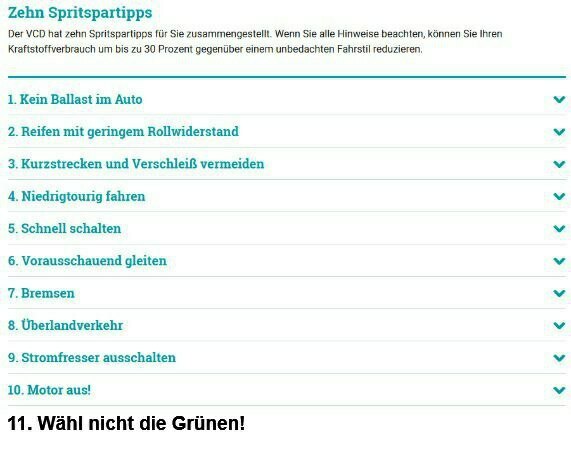 Zehn Spritspartipps
Der VCD hat zehn Spritspartipps für Sie zusammengestellt. Wenn Sie alle Hinweise beachten, können Sie Ihren
Kraftstoffverbrauch um bis zu 30 Prozent gegenüber einem unbedachten Fahrstil reduzieren.
1. Kein Ballast im Auto
2. Reifen mit geringem Rollwiderstand
3. Kurzstrecken und Verschleiß vermeiden
4. Niedrigtourig fahren
5. Schnell schalten
6. Vorausschauend gleiten
7. Bremsen
8. Überlandverkehr
9. Stromfresser ausschalten
10. Motor aus!
11. Wähl nicht die Grünen!